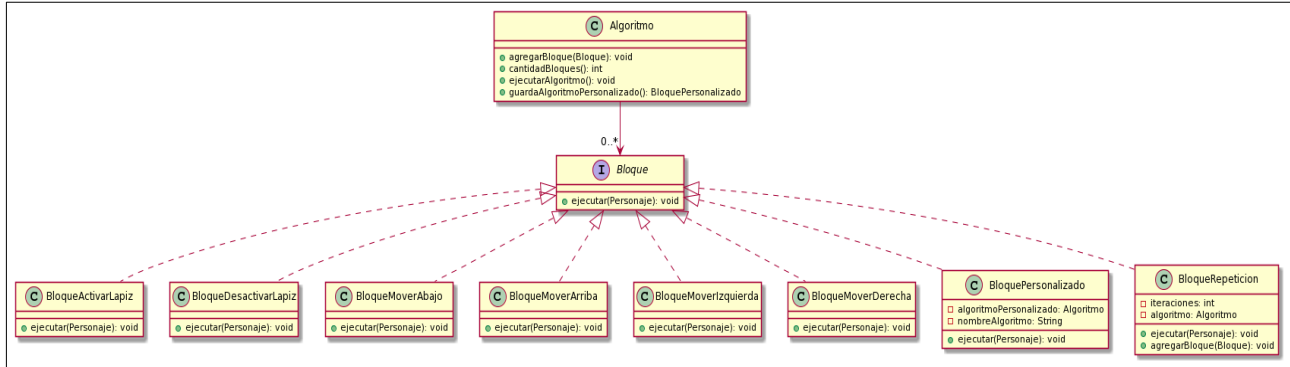 C Algoritmo
agregarBloque(Bloque): void
cantidadBloques(): int
ejecutarAlgoritmo(): void
guardaAlgoritmoPersonalizado(): BloquePersonalizado
0..*
I Bloque
ejecutar(Personaje): void
C BloqueActivarLapiz
ejecutar(Personaje): void
C BloqueDesactivarLapiz
ejecutar(Personaje): void
C BloqueMoverAbajo
ejecutar(Personaje): void
C BloqueMoverArriba
ejecutar(Personaje): void
C BloqueMoverIzquierda
ejecutar(Personaje): void
C BloqueMoverDerecha
ejecutar(Personaje): void
C BloquePersonalizado
algoritmoPersonalizado: Algoritmo
nombreAlgoritmo: String
ejecutar(Personaje): void
C BloqueRepeticion
iteraciones: int
algoritmo: Algoritmo
ejecutar(Personaje): void
agregarBloque(Bloque): void